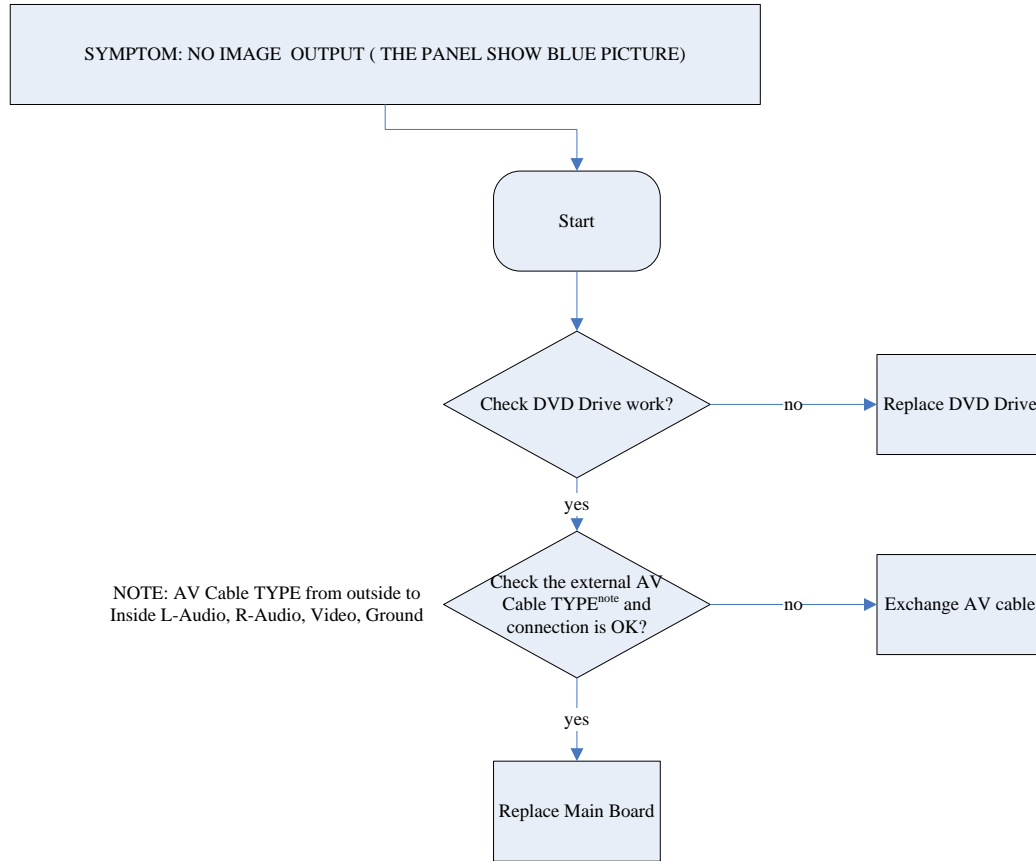 SYMPTOM: NO IMAGE OUTPUT ( THE PANEL SHOW BLUE PICTURE)
Start
Check DVD Drive work?
no
Replace DVD Drive
yes
NOTE: AV Cable TYPE from outside to
Inside L-Audio, R-Audio, Video, Ground
Check the external AV
Cable TYPEnote and
connection is OK?
no
Exchange AV cable
yes
Replace Main Board